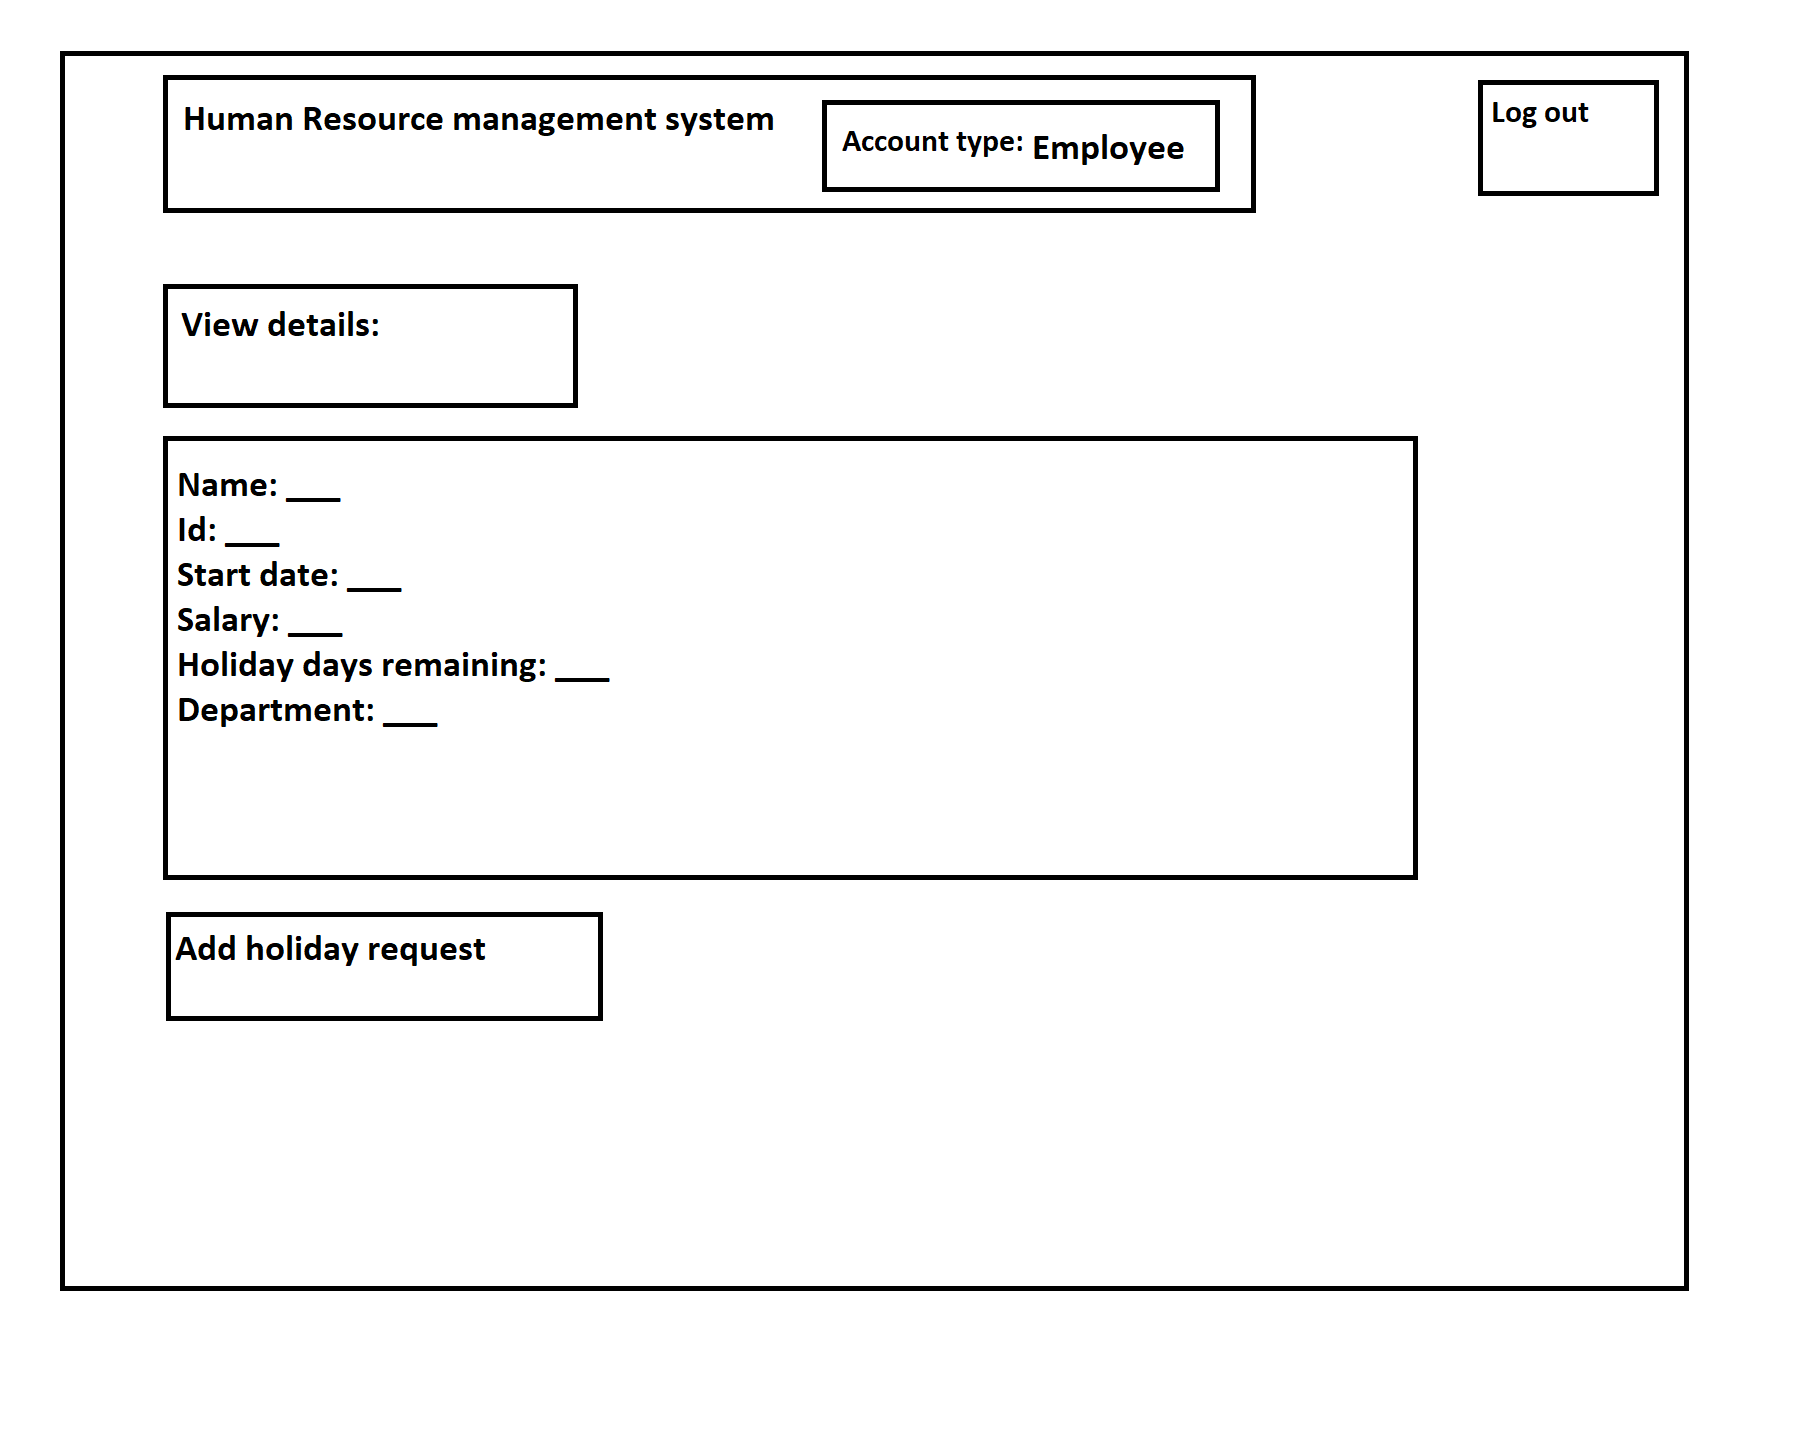 Human Resource management system
Account type: Employee
Log out
View details:
Name: ___
Id: ___
Start date: ___
Salary: ___
Holiday days remaining: ___
Department: ___
Add holiday request